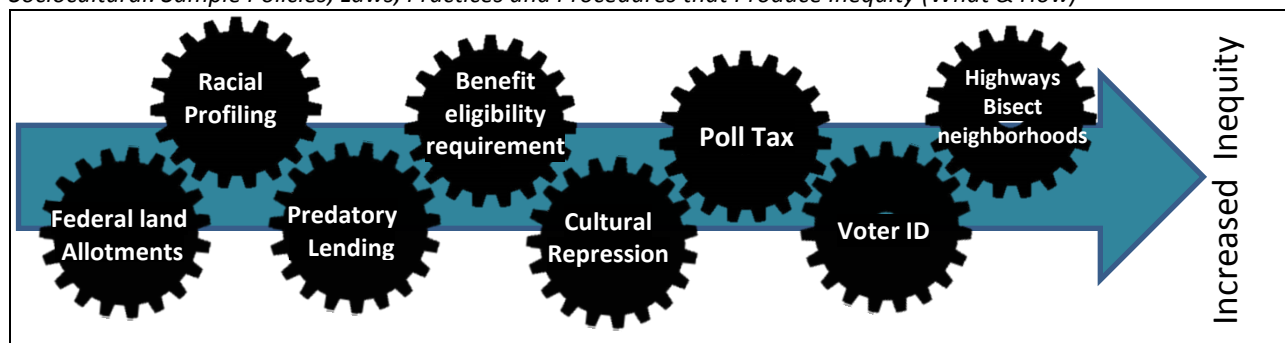 Sociocultural: Sample Policies, Laws, Practices and Procedures that Produce Inequity (What & How)
Racial
Profiling
Benefit
eligibility
requirement
Poll Tax
Highways
Bisect
neighborhoods
Federal land
Allotments
Predatory
Lending
Cultural
Repression
Voter ID
Increased Inequity